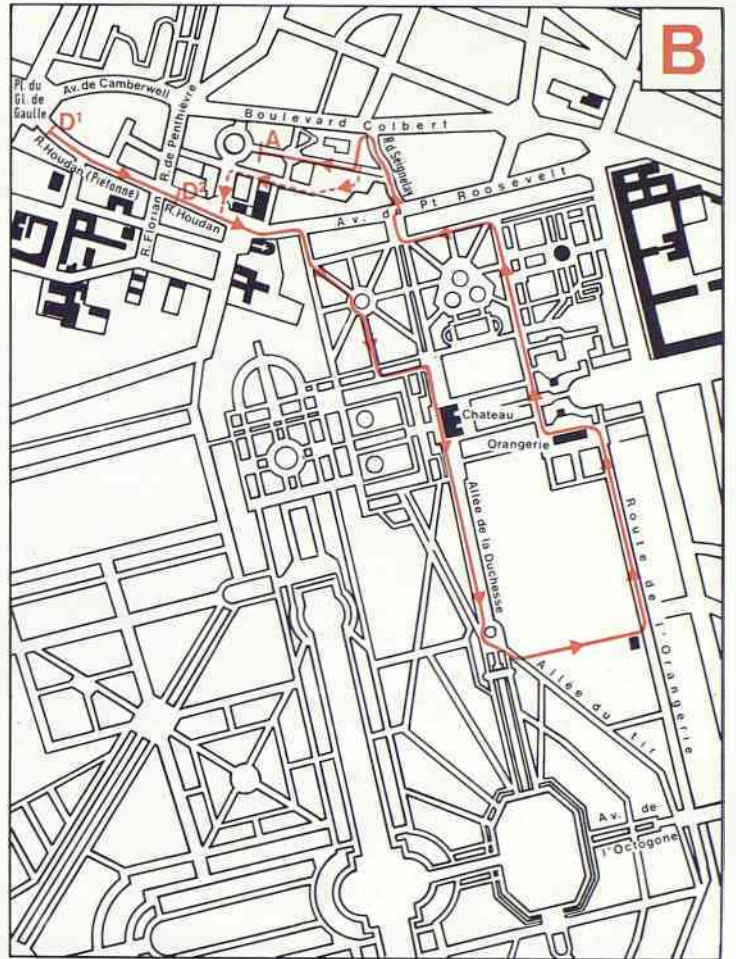 B
Av. de Camberwell
Pl. du
Gl. de
Gaulle
D1
R. Houdan (Piétonne)
R. de Penthièvre
Boulevard Colbert
A
R d Seignelay
D2
R. Houdan
R. Florian
Av. du Pt Roosevelt
Chateau
Orangerie
Allée de la Duchesse
Route de l'Orangerie
Allée du tir
Av. de
l'Octogone